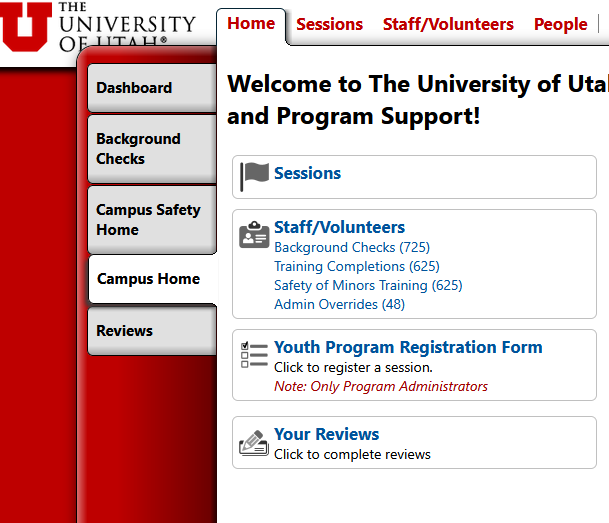 THE
UNIVERSITY
OF UTAH®
Home Sessions Staff/Volunteers People
Dashboard
Background
Checks
Campus Safety
Home
Campus Home
Reviews
Welcome to The University of Utah
and Program Support!
Sessions
Staff/Volunteers
Background Checks (725)
Training Completions (625)
Safety of Minors Training (625)
Admin Overrides (48)
Youth Program Registration Form
Click to register a session.
Note: Only Program Administrators
Your Reviews
Click to complete reviews